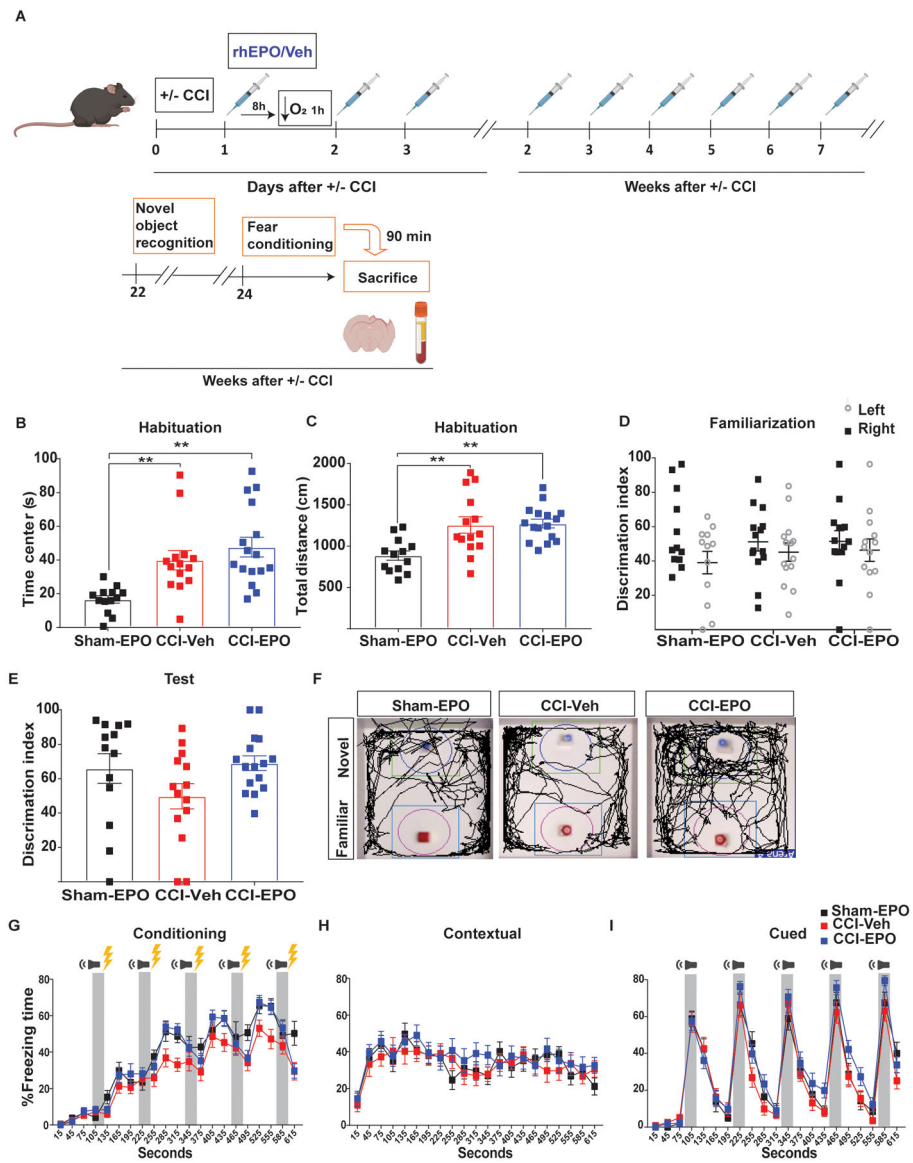 A
rhEPO/Veh
+/- CCI
8h
O₂ 1h
0 1 2 3
2 3 4 5 6 7
Days after +/- CCI
Weeks after +/- CCI
Novel
object
recognition
Fear
conditioning
90 min
Sacrifice
22 24
Weeks after +/- CCI
B
Habituation
**
**
Time center (s)
100
80
60
40
20
0
Sham-EPO CCI-Veh CCI-EPO
C
Habituation
**
**
Total distance (cm)
2000
1500
1000
500
Sham-EPO CCI-Veh CCI-EPO
D
Familiarization
Left
Right
Discrimation index
100
80
60
40
20
0
Sham-EPO CCI-Veh CCI-EPO
E
Test
Discrimation index
100
80
60
40
20
0
Sham-EPO CCI-Veh CCI-EPO
F
Sham-EPO CCI-Veh CCI-EPO
Novel
Familiar
Arena 4
G
Conditioning
%Freezing time
80
60
40
20
0
15 45 75 105 135 165 195 225 255 285 315 345 375 405 435 465 495 525 555 585 615
Seconds
H
Contextual
80
60
40
20
0
15 45 75 105 135 165 195 225 255 285 315 345 375 405 435 465 495 525 555 585 615
Seconds
I
Cued
Sham-EPO
CCI-Veh
CCI-EPO
80
60
40
20
0
15 45 75 105 135 165 195 225 255 285 315 345 375 405 435 465 495 525 555 585 615
Seconds